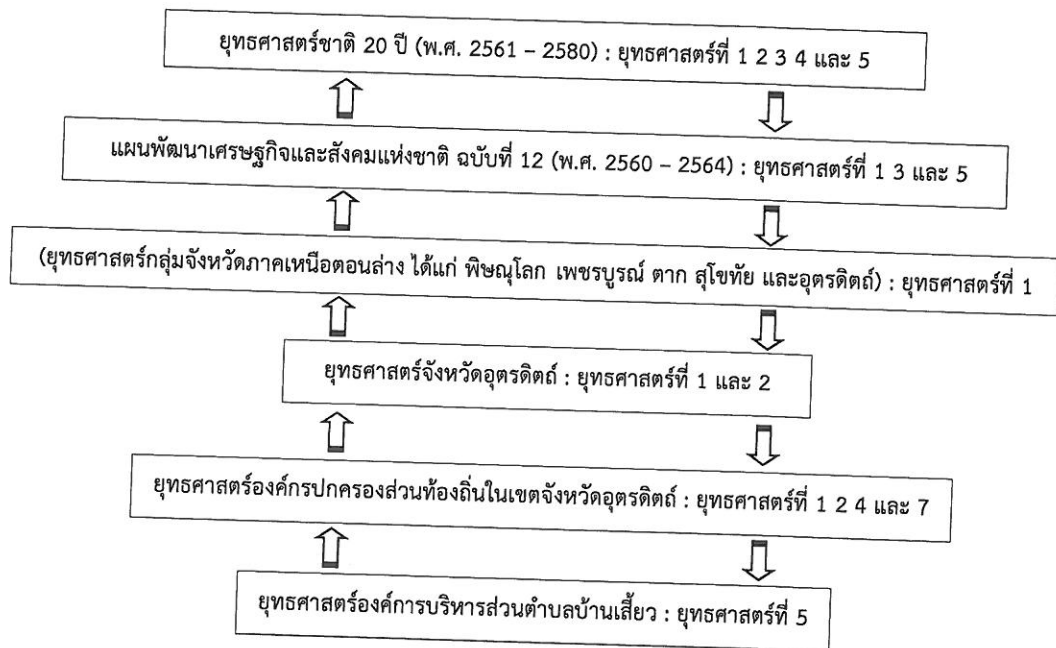 ยุทธศาสตร์ชาติ 20 ปี (พ.ศ. 2561 – 2580) : ยุทธศาสตร์ที่ 1 2 3 4 และ 5
แผนพัฒนาเศรษฐกิจและสังคมแห่งชาติ ฉบับที่ 12 (พ.ศ. 2560 – 2564) : ยุทธศาสตร์ที่ 1 3 และ 5
(ยุทธศาสตร์กลุ่มจังหวัดภาคเหนือตอนล่าง ได้แก่ พิษณุโลก เพชรบูรณ์ ตาก สุโขทัย และอุตรดิตถ์) : ยุทธศาสตร์ที่ 1
ยุทธศาสตร์จังหวัดอุตรดิตถ์ : ยุทธศาสตร์ที่ 1 และ 2
ยุทธศาสตร์องค์กรปกครองส่วนท้องถิ่นในเขตจังหวัดอุตรดิตถ์ : ยุทธศาสตร์ที่ 1 2 4 และ 7
ยุทธศาสตร์องค์การบริหารส่วนตำบลบ้านเสี้ยว : ยุทธศาสตร์ที่ 5